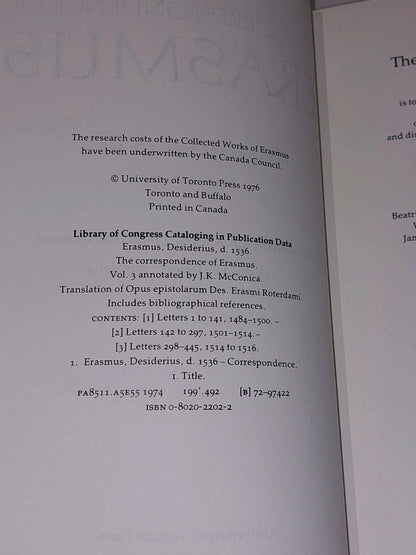 The research costs of the Collected Works of Erasmus
have been underwritten by the Canada Council.
© University of Toronto Press 1976
Toronto and Buffalo
Printed in Canada
Library of Congress Cataloging in Publication Data
Erasmus, Desiderius, d. 1536.
The correspondence of Erasmus.
Vol. 3 annotated by J.K. McConica.
Translation of Opus epistolarum Des. Erasmi Roterdami.
Includes bibliographical references.
CONTENTS: [1] Letters 1 to 141, 1484–1500. –
[2] Letters 142 to 297, 1501–1514. –
[3] Letters 298–445, 1514 to 1516.
1. Erasmus, Desiderius, d. 1536 – Correspondence.
I. Title.
PA8511.A5E55 1974 199′.492 [B] 72–97422
ISBN 0-8020-2202-2
The
is to
and di
Beatri
Jan